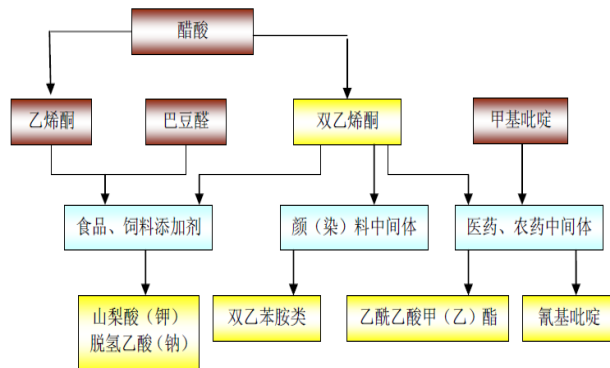 醋酸
乙烯酮
巴豆醛
双乙烯酮
甲基吡啶
食品、饲料添加剂
颜（染）料中间体
医药、农药中间体
山梨酸（钾）
脱氢乙酸（钠）
双乙苯胺类
乙酰乙酸甲（乙）酯
氰基吡啶